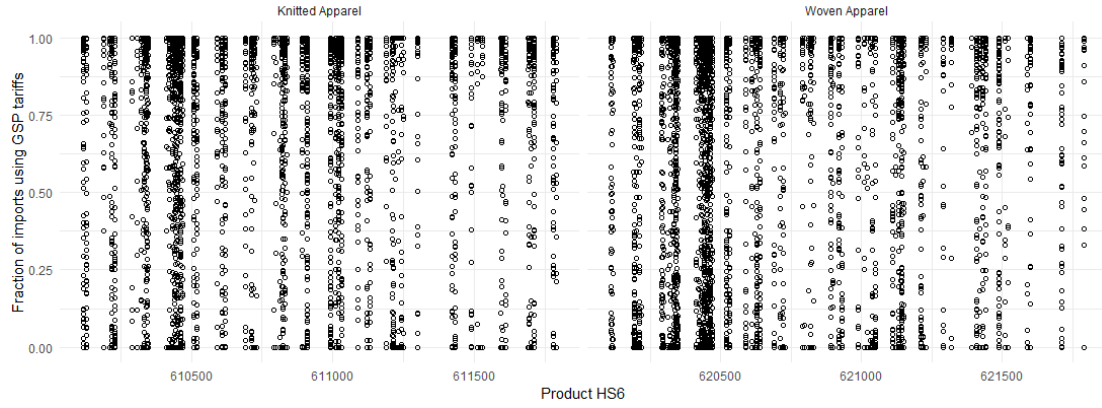 Knitted Apparel
Woven Apparel
Fraction of imports using GSP tariffs
1.00
0.75
0.50
0.25
0.00
610500
611000
611500
620500
621000
621500
Product HS6